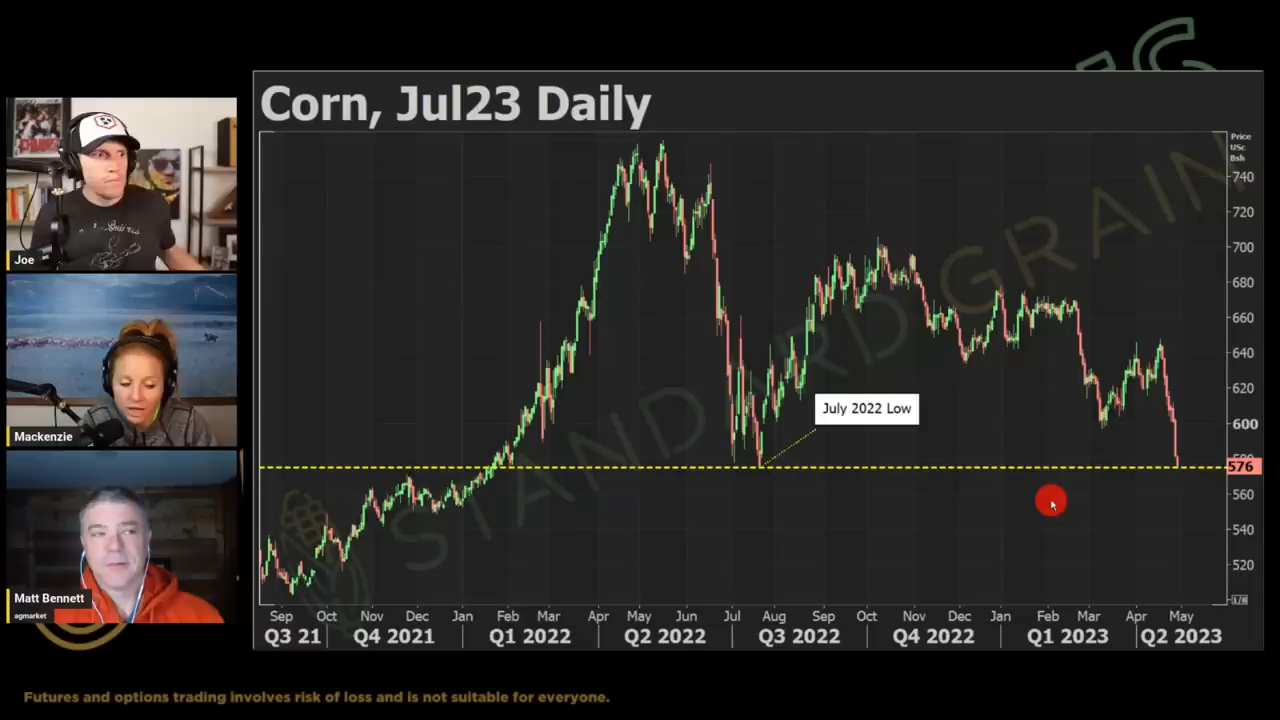 Corn, Jul23 Daily
Price
USc
Bsh
740
720
700
680
660
640
620
600
576
560
540
520
July 2022 Low
STANDARD GRAIN
Sep Oct Nov Dec Jan Feb Mar Apr May Jun Jul Aug Sep Oct Nov Dec Jan Feb Mar Apr May
Q3 21 Q4 2021 Q1 2022 Q2 2022 Q3 2022 Q4 2022 Q1 2023 Q2 2023
Joe
Mackenzie
Matt Bennett
agmarket
Futures and options trading involves risk of loss and is not suitable for everyone.